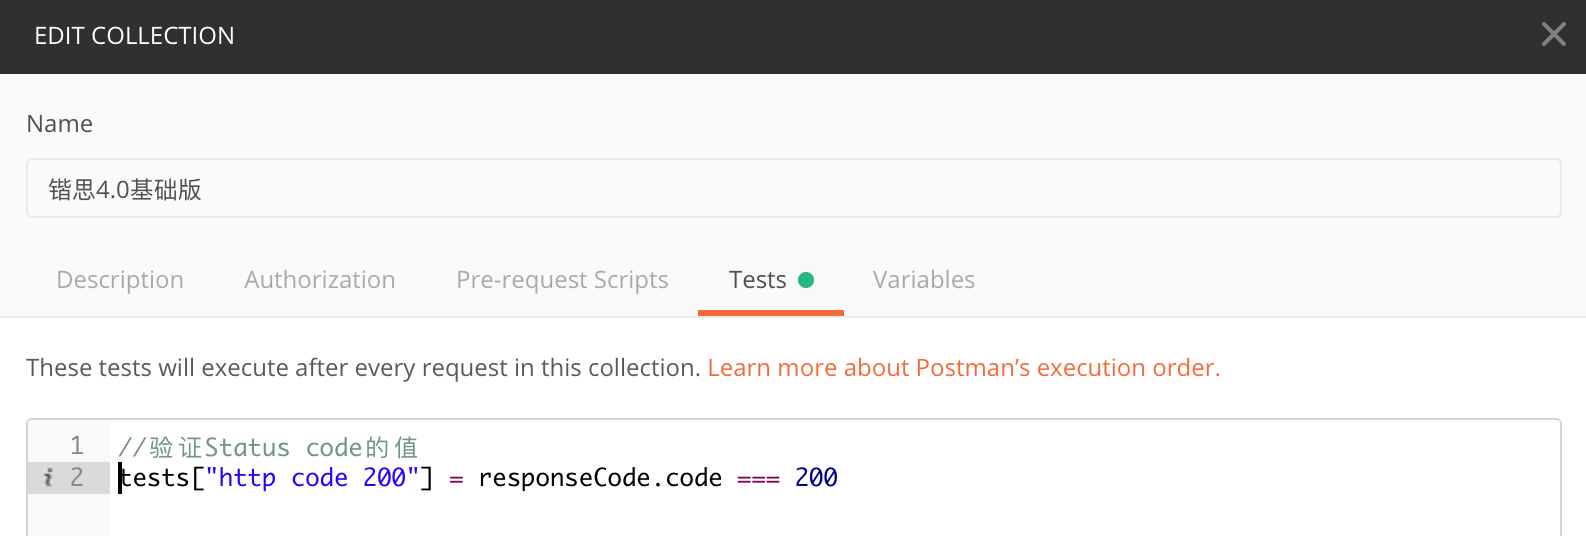 EDIT COLLECTION
Name
锴思4.0基础版
Description Authorization Pre-request Scripts Tests Variables
These tests will execute after every request in this collection. Learn more about Postman’s execution order.
1 //验证Status code的值
i 2 tests["http code 200"] = responseCode.code === 200